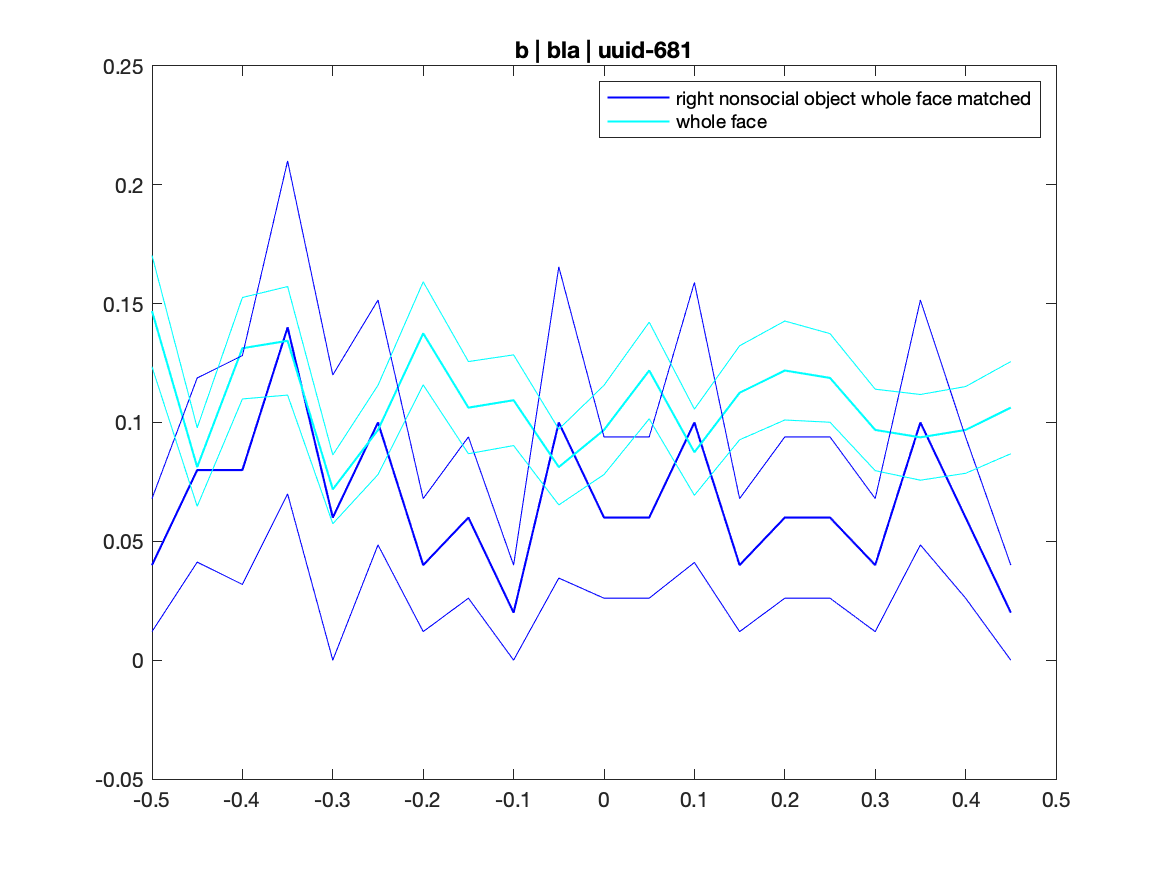 b | bla | uuid-681
0.25
right nonsocial object whole face matched
whole face
0.2
0.15
0.1
0.05
0
-0.05
-0.5 -0.4 -0.3 -0.2 -0.1 0 0.1 0.2 0.3 0.4 0.5